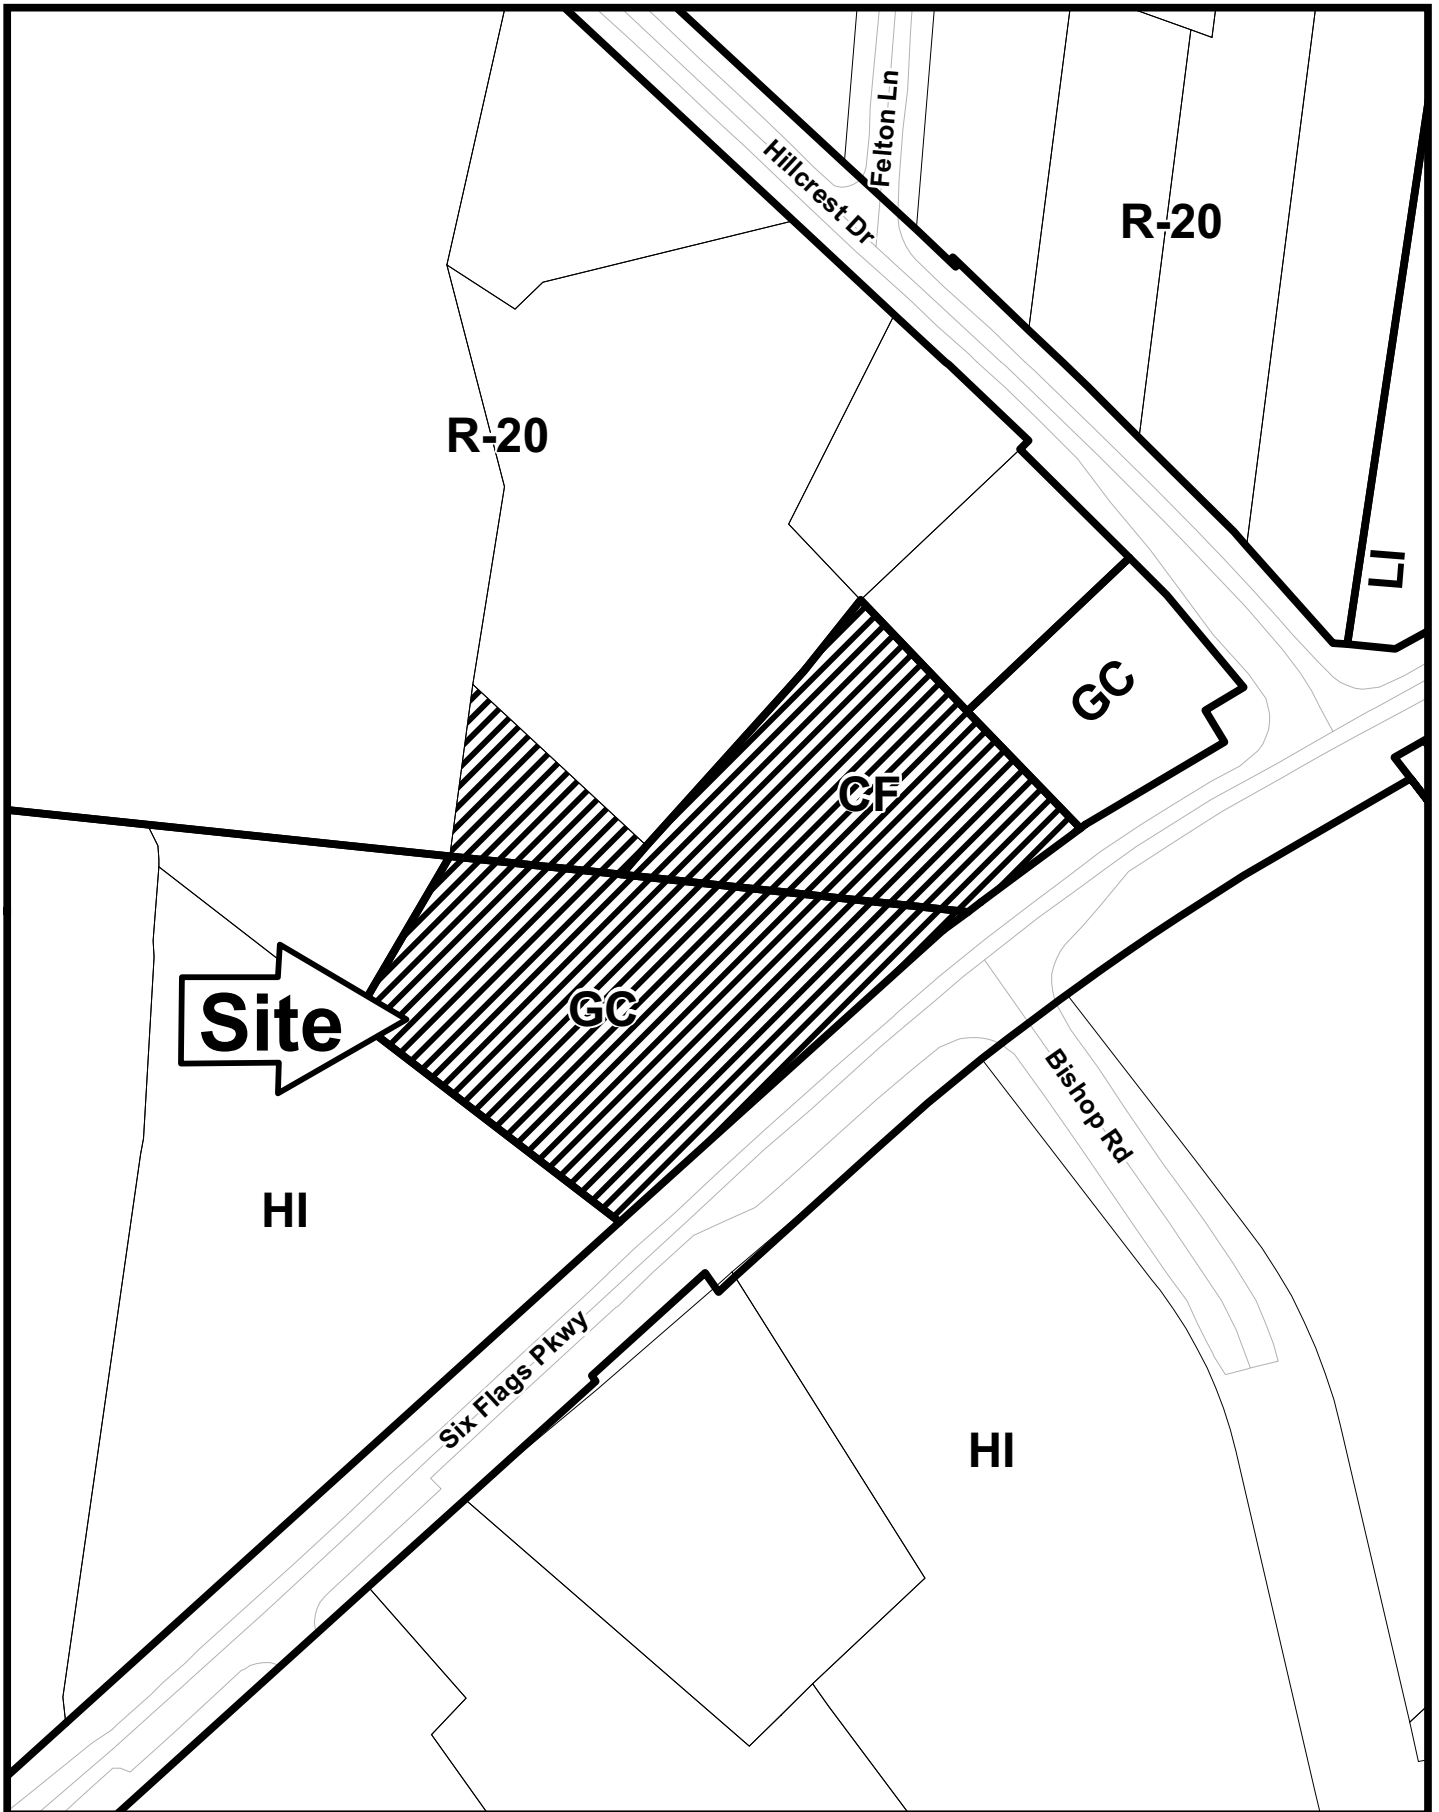 Felton Ln
Hillcrest Dr
R-20
R-20
LI
GC
CF
GC
Site
Bishop Rd
HI
Six Flags Pkwy
HI